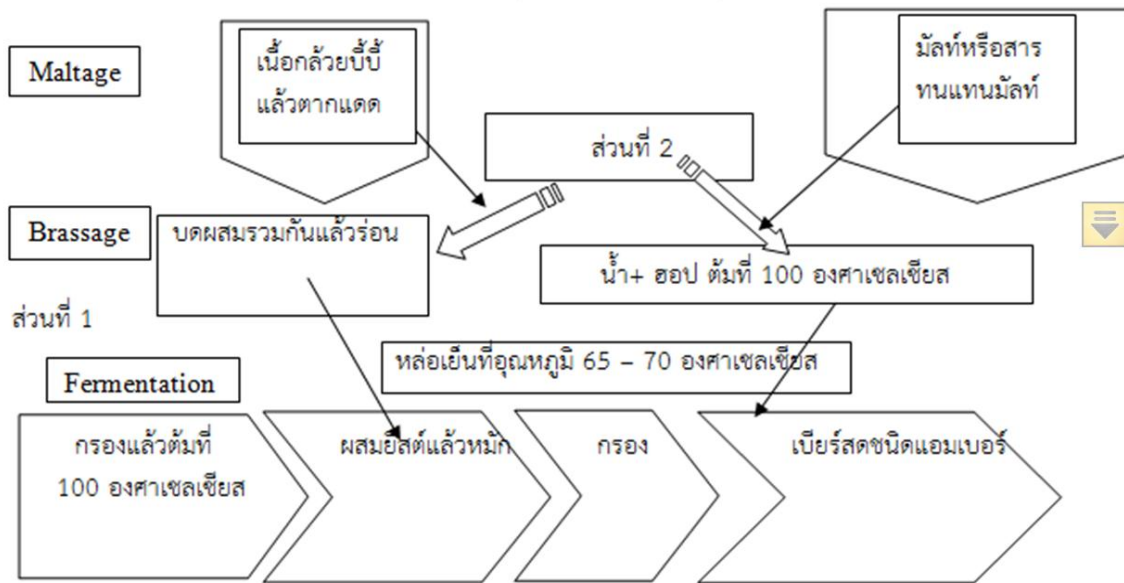 Maltage
เนื้อกล้วยบี้บี้
แล้วตากแดด
มัลท์หรือสาร
ทนแทนมัลท์
ส่วนที่ 2
Brassage
บดผสมรวมกันแล้วร่อน
น้ำ+ ฮอป ต้มที่ 100 องศาเซลเซียส
ส่วนที่ 1
หล่อเย็นที่อุณหภูมิ 65 – 70 องศาเซลเซียส
Fermentation
กรองแล้วต้มที่
100 องศาเซลเซียส
ผสมยีสต์แล้วหมัก
กรอง
เบียร์สดชนิดแอมเบอร์